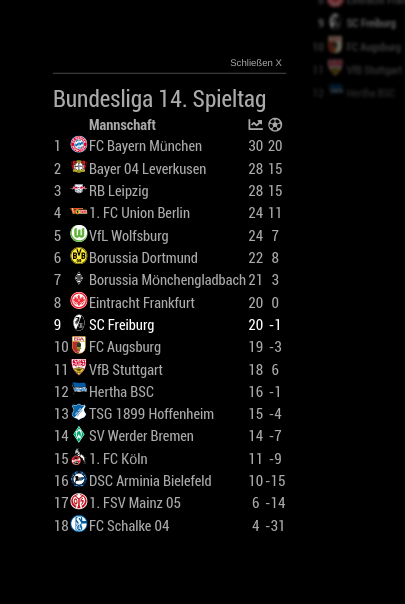 Schließen X
Bundesliga 14. Spieltag
Mannschaft
1 FC Bayern München 30 20
2 Bayer 04 Leverkusen 28 15
3 RB Leipzig 28 15
4 1. FC Union Berlin 24 11
5 VfL Wolfsburg 24 7
6 Borussia Dortmund 22 8
7 Borussia Mönchengladbach 21 3
8 Eintracht Frankfurt 20 0
9 SC Freiburg 20 -1
10 FC Augsburg 19 -3
11 VfB Stuttgart 18 6
12 Hertha BSC 16 -1
13 TSG 1899 Hoffenheim 15 -4
14 SV Werder Bremen 14 -7
15 1. FC Köln 11 -9
16 DSC Arminia Bielefeld 10 -15
17 1. FSV Mainz 05 6 -14
18 FC Schalke 04 4 -31
9 SC Freiburg
10 FC Augsburg
11 VfB Stuttgart
12 Hertha BSC